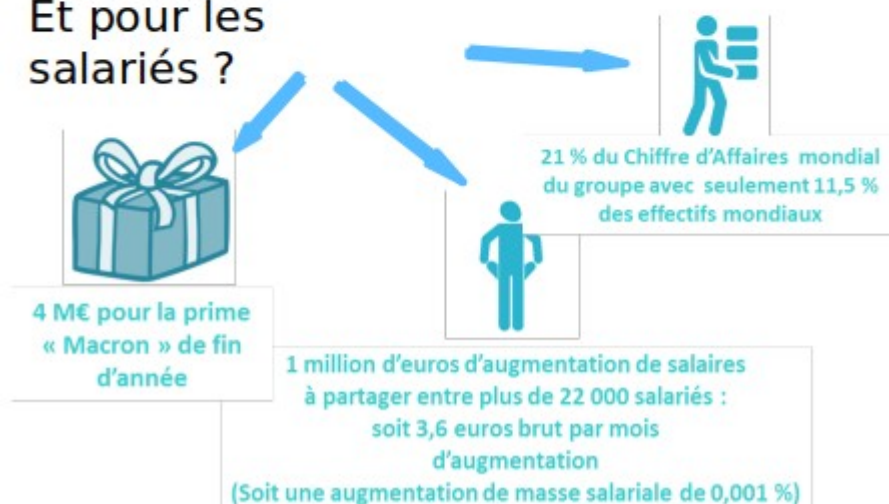 Et pour les
salariés ?
21 % du Chiffre d'Affaires mondial
du groupe avec seulement 11,5 %
des effectifs mondiaux
4 M€ pour la prime
« Macron » de fin
d'année
1 million d'euros d'augmentation de salaires
à partager entre plus de 22 000 salariés :
soit 3,6 euros brut par mois
d'augmentation
(Soit une augmentation de masse salariale de 0,001 %)